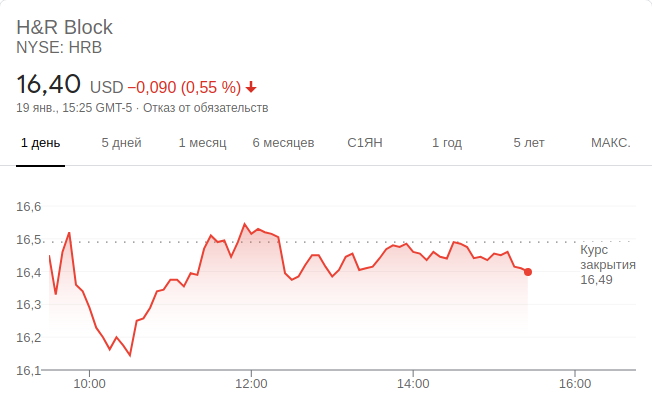 H&R Block
NYSE: HRB
16,40 USD −0,090 (0,55 %)
19 янв., 15:25 GMT-5 · Отказ от обязательств
1 день 5 дней 1 месяц 6 месяцев С1ЯН 1 год 5 лет МАКС.
16,6
16,5
16,4
16,3
16,2
16,1
Курс
закрытия
16,49
10:00 12:00 14:00 16:00